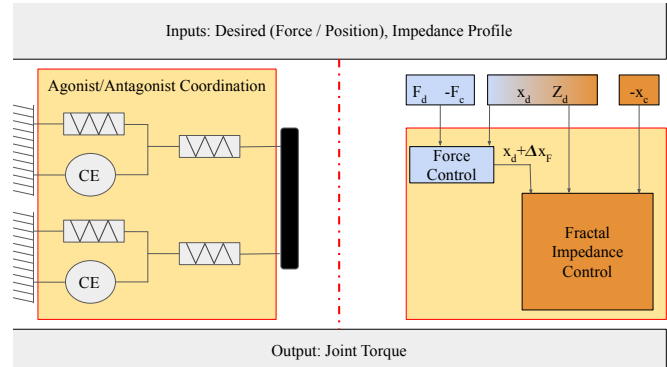 Inputs: Desired (Force / Position), Impedance Profile
Agonist/Antagonist Coordination
CE
CE
F_d -F_c
x_d Z_d
-x_c
Force
Control
x_d+Δx_F
Fractal
Impedance
Control
Output: Joint Torque